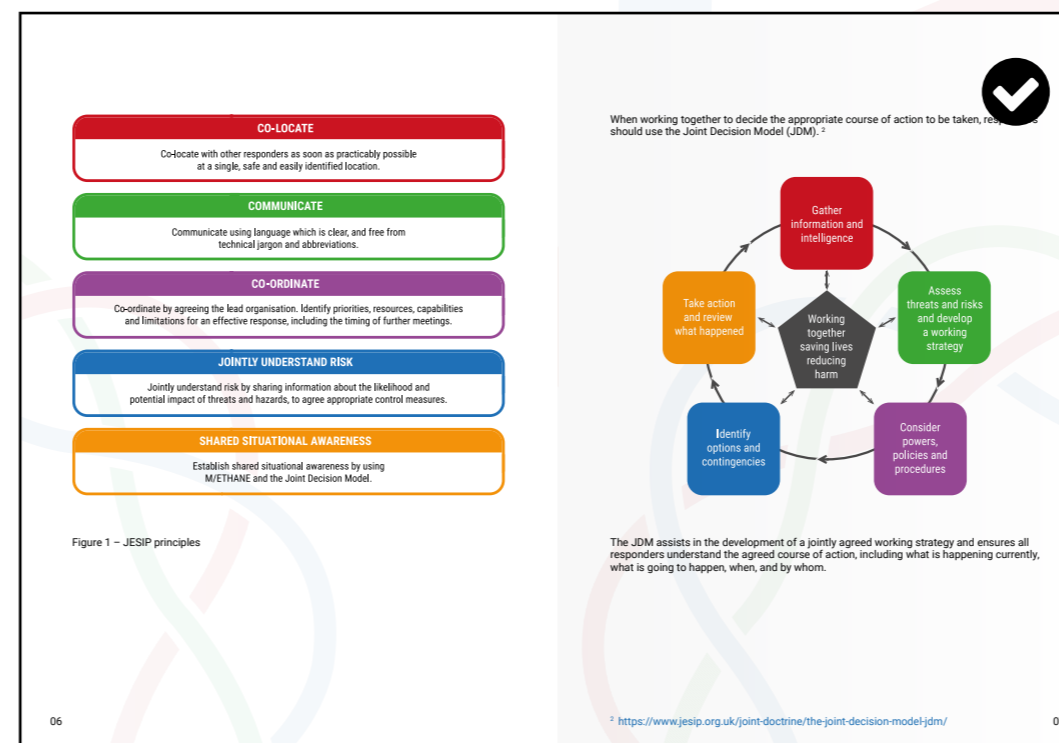 CO-LOCATE
Co-locate with other responders as soon as practicably possible
at a single, safe and easily identified location.
COMMUNICATE
Communicate using language which is clear, and free from
technical jargon and abbreviations.
CO-ORDINATE
Co-ordinate by agreeing the lead organisation. Identify priorities, resources, capabilities
and limitations for an effective response, including the timing of further meetings.
JOINTLY UNDERSTAND RISK
Jointly understand risk by sharing information about the likelihood and
potential impact of threats and hazards, to agree appropriate control measures.
SHARED SITUATIONAL AWARENESS
Establish shared situational awareness by using
M/ETHANE and the Joint Decision Model.
Figure 1 – JESIP principles
06
When working together to decide the appropriate course of action to be taken,
should use the Joint Decision Model (JDM). ²
Gather
information and
intelligence
Assess
threats and risks
and develop
a working
strategy
Consider
powers,
policies and
procedures
Identify
options and
contingencies
Take action
and review
what happened
Working
together
saving lives
reducing
harm
The JDM assists in the development of a jointly agreed working strategy and ensures all
responders understand the agreed course of action, including what is happening currently,
what is going to happen, when, and by whom.
² https://www.jesip.org.uk/joint-doctrine/the-joint-decision-model-jdm/